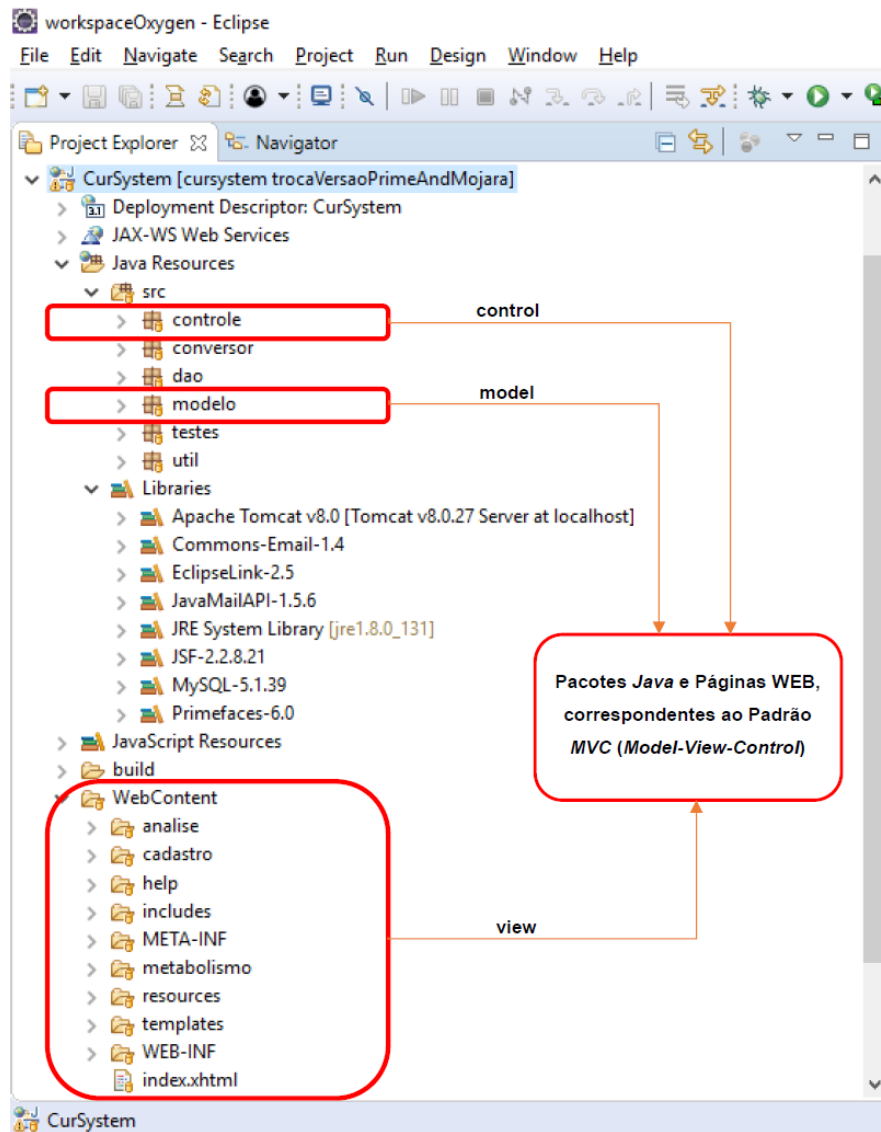 workspaceOxygen - Eclipse
File Edit Navigate Search Project Run Design Window Help
Project Explorer Navigator
CurSystem [cursystem trocaVersaoPrimeAndMojara]
3.1 Deployment Descriptor: CurSystem
JAX-WS Web Services
Java Resources
src
controle
control
conversor
dao
modelo
model
testes
util
Libraries
Apache Tomcat v8.0 [Tomcat v8.0.27 Server at localhost]
Commons-Email-1.4
EclipseLink-2.5
JavaMailAPI-1.5.6
JRE System Library [jre1.8.0_131]
JSF-2.2.8.21
MySQL-5.1.39
Primefaces-6.0
Pacotes Java e Páginas WEB,
correspondentes ao Padrão
MVC (Model-View-Control)
JavaScript Resources
build
WebContent
analise
cadastro
help
includes
META-INF
view
metabolismo
resources
templates
WEB-INF
index.xhtml
CurSystem